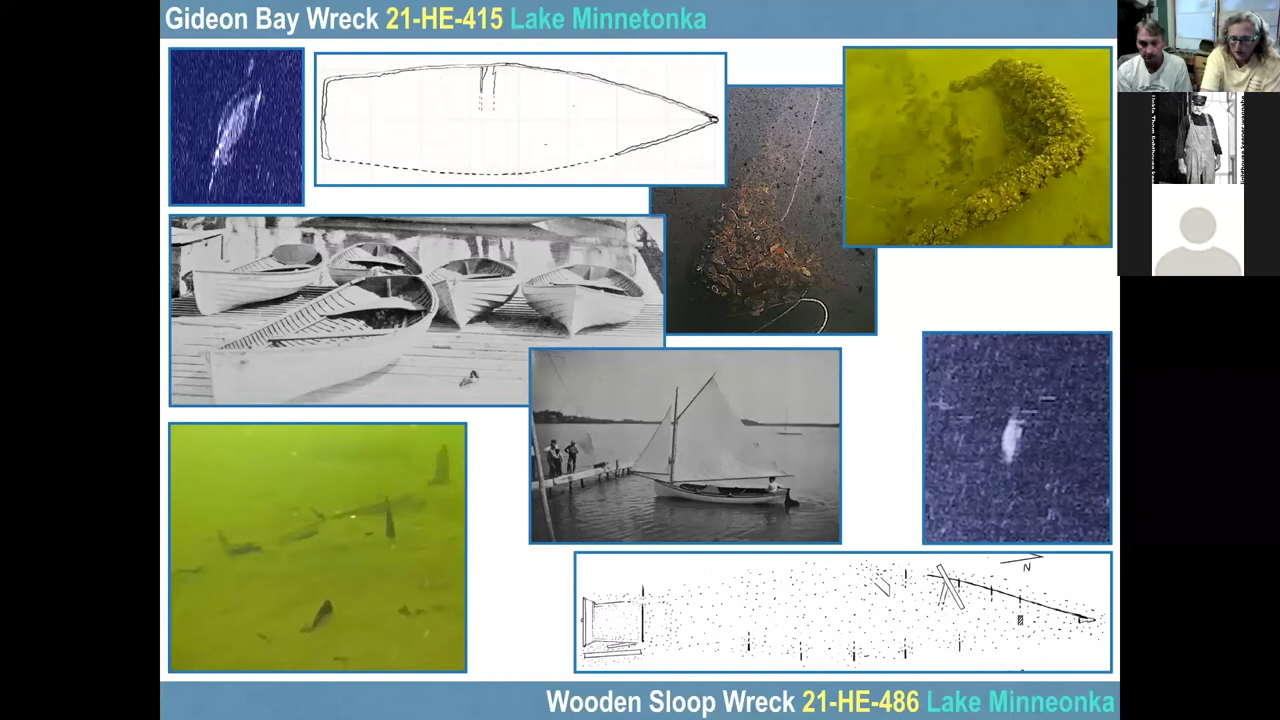 Gideon Bay Wreck 21-HE-415 Lake Minnetonka
N
Wooden Sloop Wreck 21-HE-486 Lake Minneonka